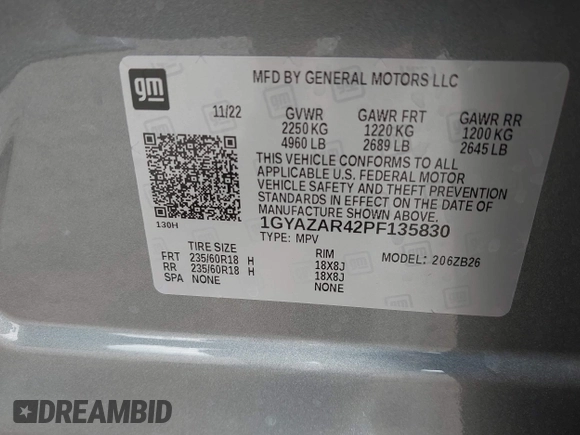 gm
MFD BY GENERAL MOTORS LLC
11/22 GVWR GAWR FRT GAWR RR
2250 KG 1220 KG 1200 KG
4960 LB 2689 LB 2645 LB
THIS VEHICLE CONFORMS TO ALL
APPLICABLE U.S. FEDERAL MOTOR
VEHICLE SAFETY AND THEFT PREVENTION
STANDARDS IN EFFECT ON THE DATE OF
MANUFACTURE SHOWN ABOVE.
130H 1GYAZAR42PF135830
TYPE: MPV MODEL: 206ZB26
TIRE SIZE RIM
FRT 235/60R18 H 18X8J
RR 235/60R18 H 18X8J
SPA NONE NONE
DREAMBID